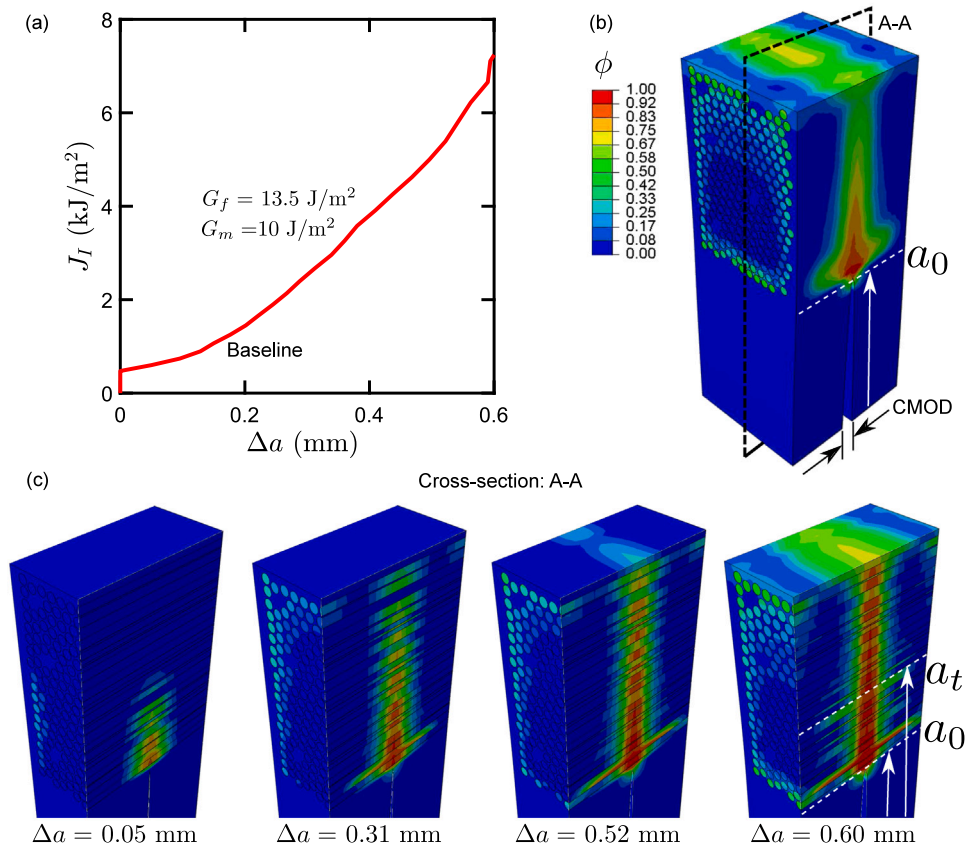 (a)
8
6
4
2
0
J_I (kJ/m²)
G_f = 13.5 J/m²
G_m =10 J/m²
Baseline
0
0.2
0.4
0.6
Δa (mm)
(b)
A-A
ϕ
1.00
0.92
0.83
0.75
0.67
0.58
0.50
0.42
0.33
0.25
0.17
0.08
0.00
a_0
CMOD
(c)
Cross-section: A-A
a_t
a_0
Δa = 0.05 mm
Δa = 0.31 mm
Δa = 0.52 mm
Δa = 0.60 mm